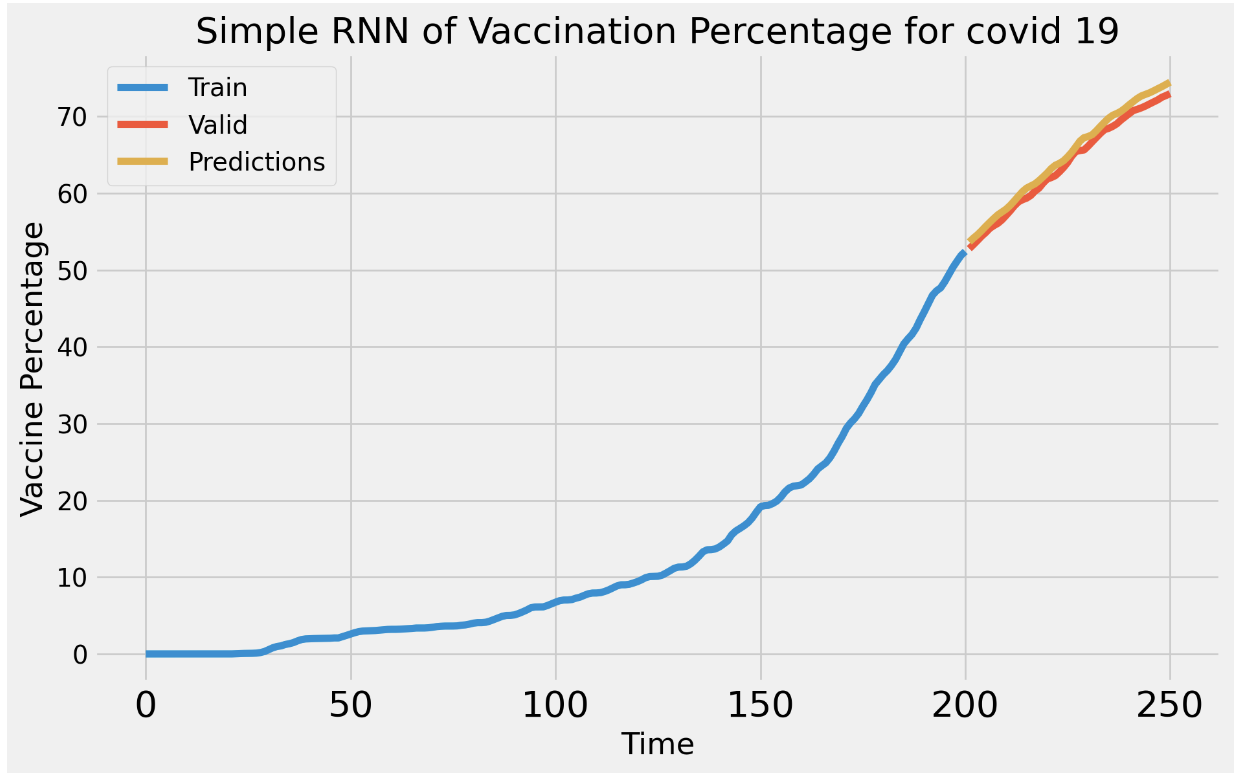 Simple RNN of Vaccination Percentage for covid 19
Train
Valid
Predictions
Vaccine Percentage
70
60
50
40
30
20
10
0
0 50 100 150 200 250
Time